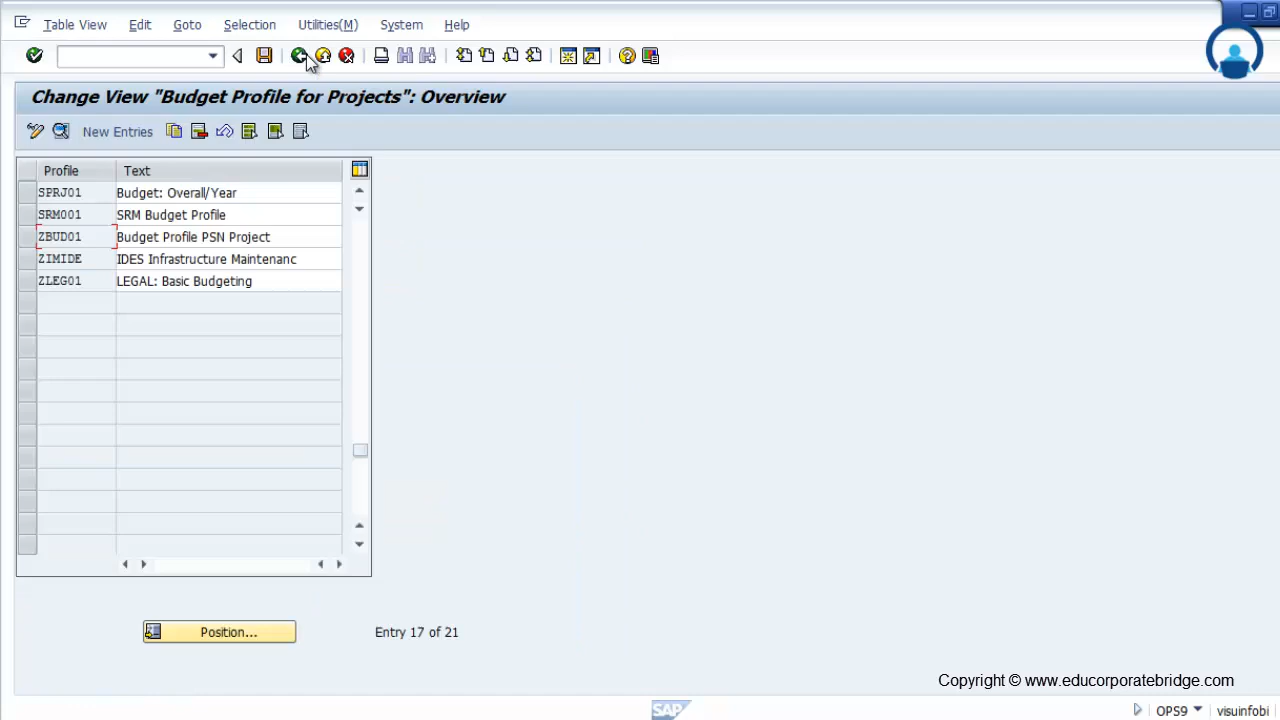 Table View Edit Goto Selection Utilities(M) System Help
Change View "Budget Profile for Projects": Overview
New Entries
Profile Text
SPRJ01 Budget: Overall/Year
SRM001 SRM Budget Profile
ZBUD01 Budget Profile PSN Project
ZIMIDE IDES Infrastructure Maintenanc
ZLEG01 LEGAL: Basic Budgeting
Position... Entry 17 of 21
Copyright © www.educorporatebridge.com
SAP OPS9 visuinfobi